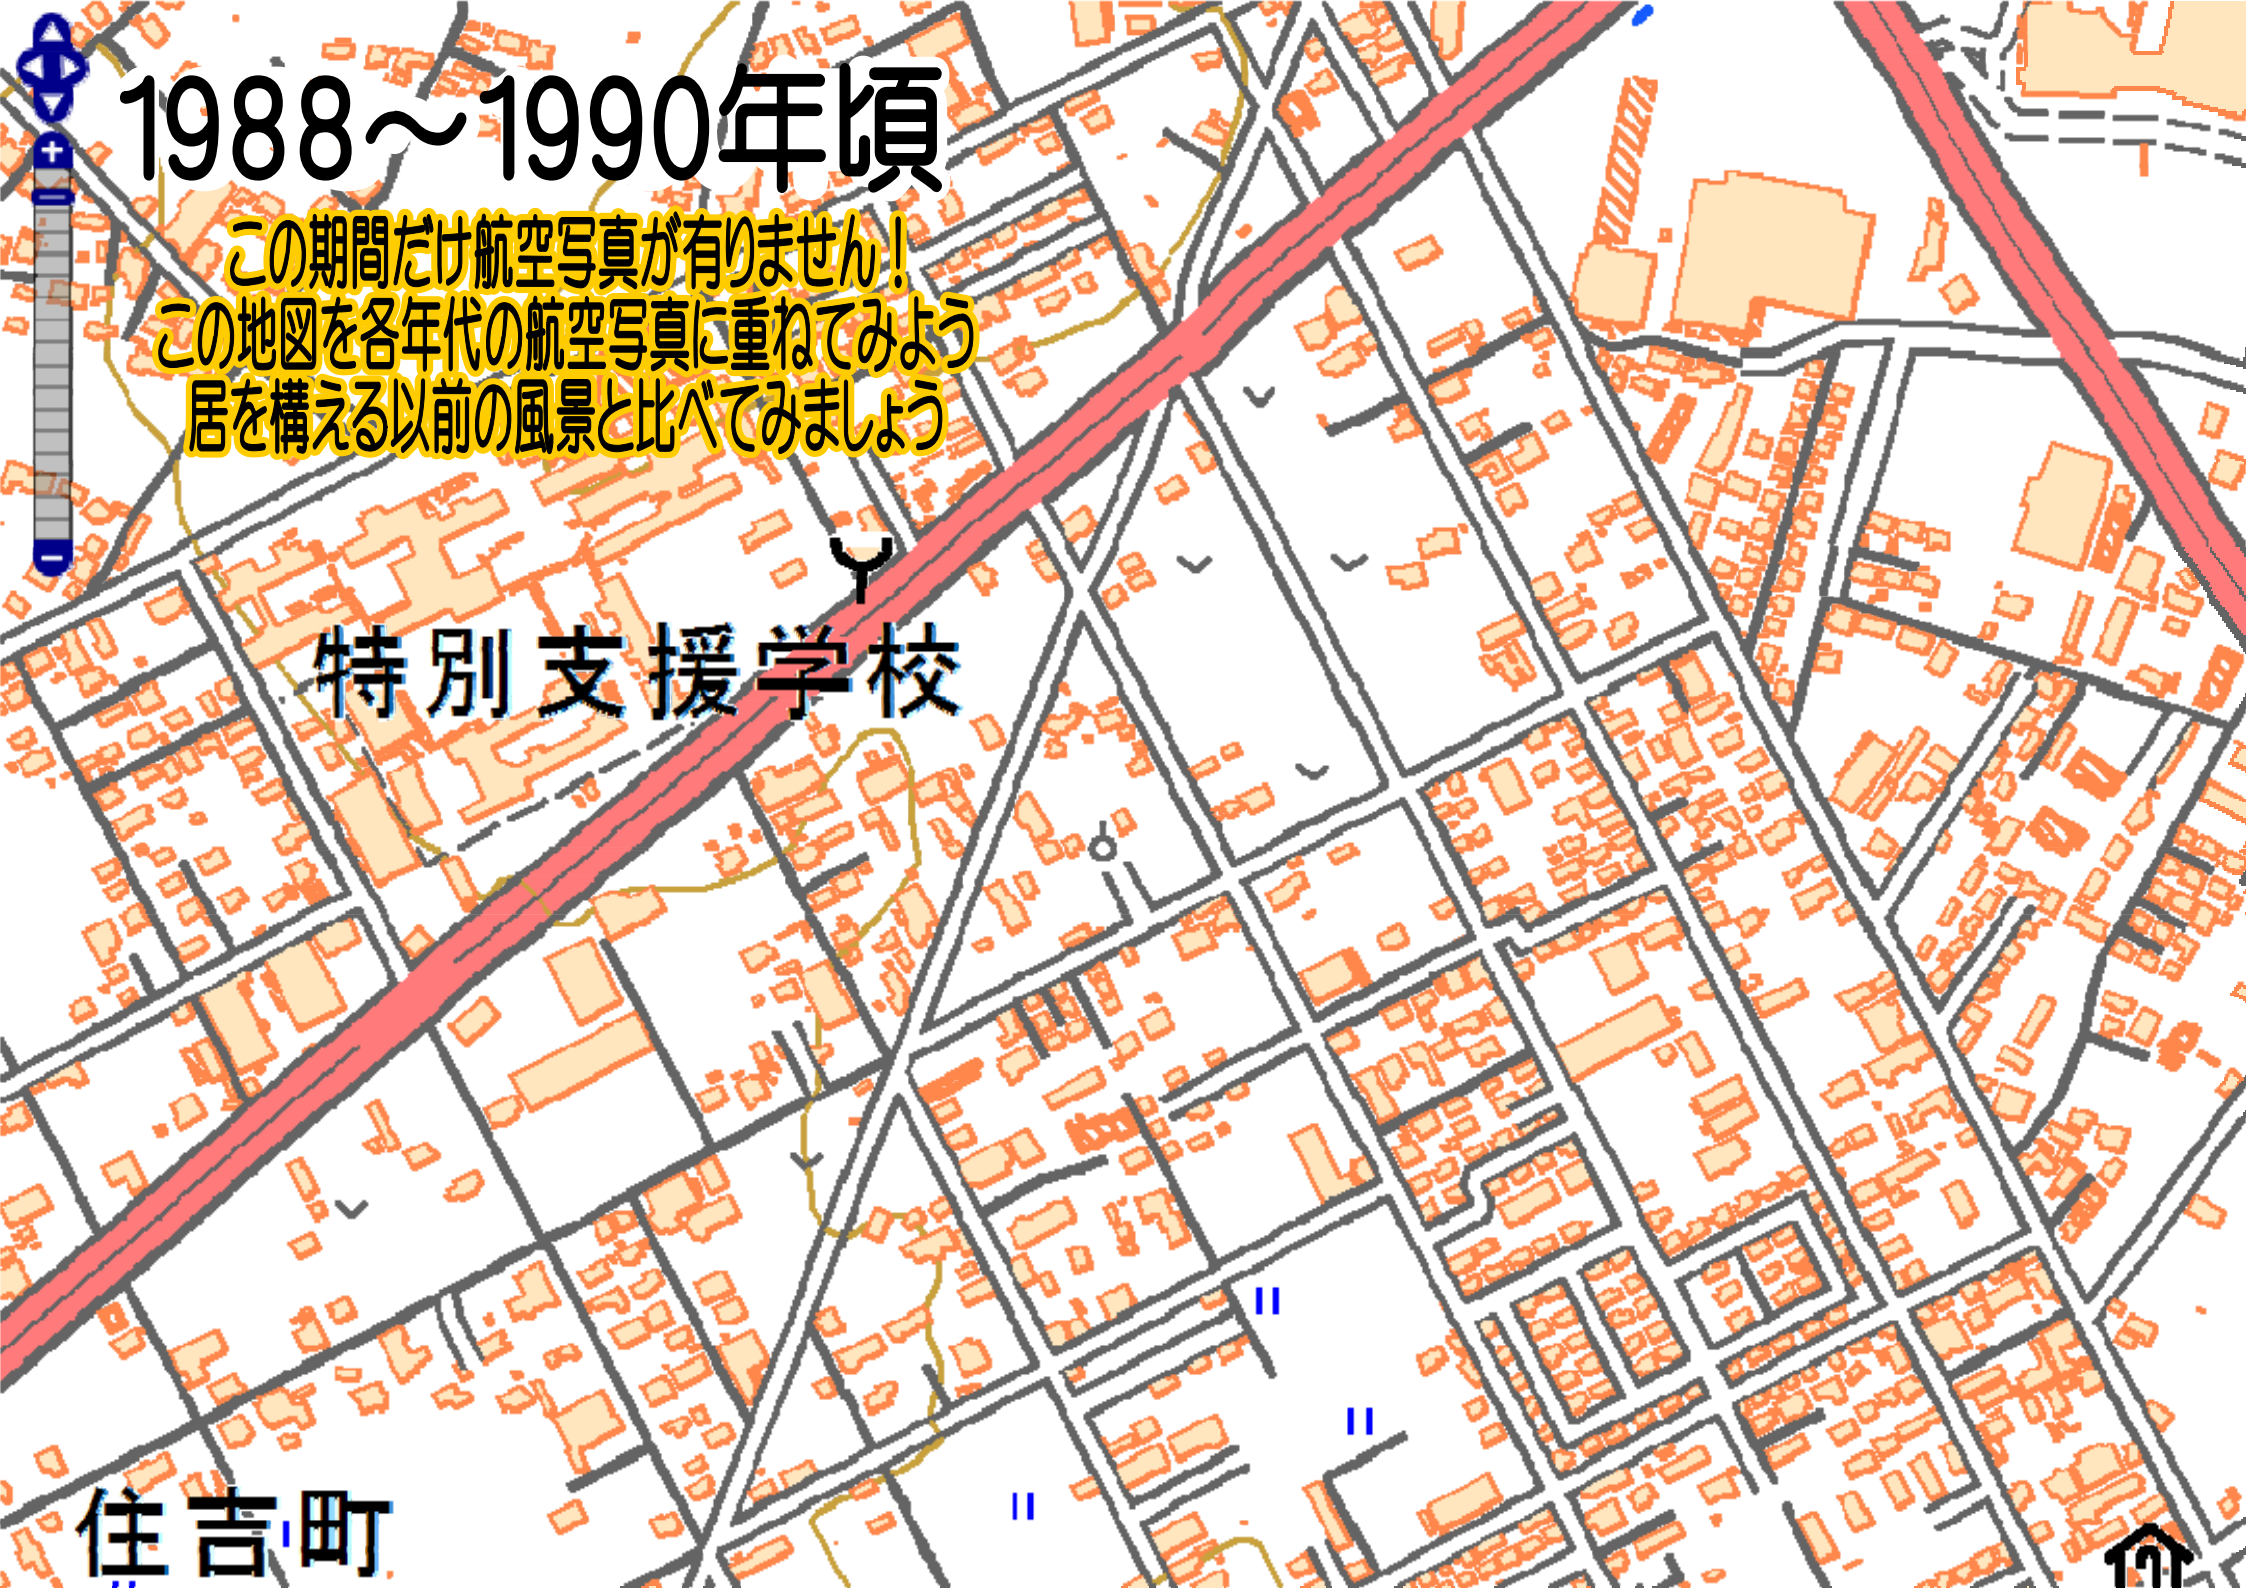 1988～1990年頃
この期間だけ航空写真が有りません！
この地図を各年代の航空写真に重ねてみよう
居を構える以前の風景と比べてみましょう
特別支援学校
住吉町